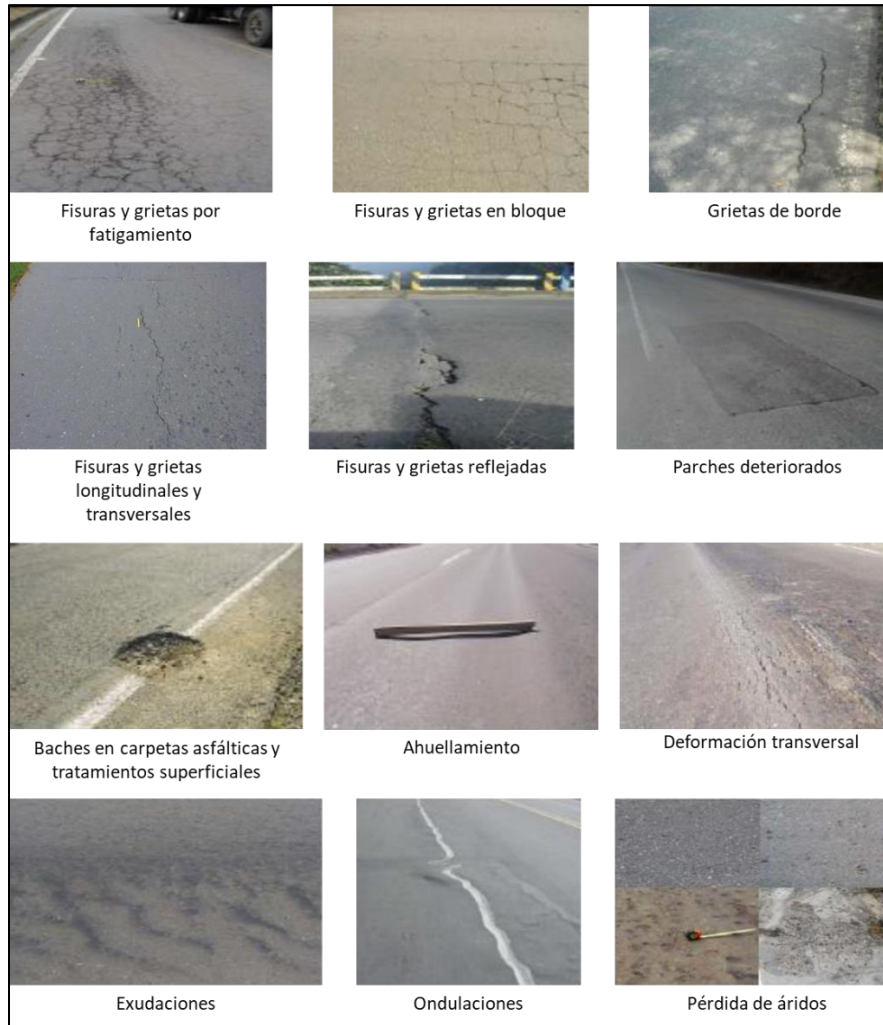 Fisuras y grietas por
fatigamiento
Fisuras y grietas en bloque
Grietas de borde
Fisuras y grietas
longitudinales y
transversales
Fisuras y grietas reflejadas
Parches deteriorados
Baches en carpetas asfálticas y
tratamientos superficiales
Ahuellamiento
Deformación transversal
Exudaciones
Ondulaciones
Pérdida de áridos